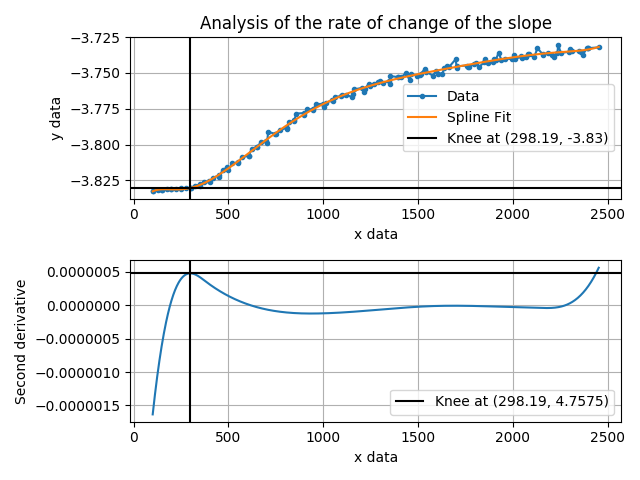 Analysis of the rate of change of the slope
−3.725
−3.750
−3.775
−3.800
−3.825
y data
Data
Spline Fit
Knee at (298.19, -3.83)
0
500
1000
1500
2000
2500
x data
0.0000005
0.0000000
−0.0000005
−0.0000010
−0.0000015
Second derivative
Knee at (298.19, 4.7575)
0
500
1000
1500
2000
2500
x data